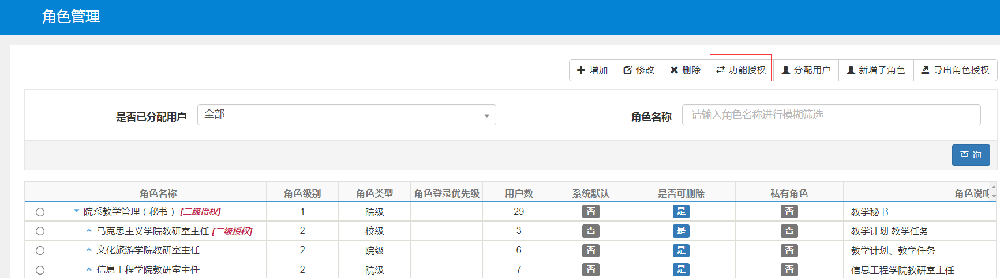 角色管理
增加 修改 删除 功能授权 分配用户 新增子角色 导出角色授权
是否已分配用户 全部 角色名称 请输入角色名称进行模糊筛选
查 询
角色名称 角色级别 角色类型 角色登录优先级 用户数 系统默认 是否可删除 私有角色 角色说明
院系教学管理（秘书） [二级授权] 1 院级 29 否 是 否 教学秘书
马克思主义学院教研室主任 [二级授权] 2 校级 3 否 是 否 教学计划 教学任务
文化旅游学院教研室主任 2 院级 6 否 是 否 教学计划、教学任务
信息工程学院教研室主任 2 院级 7 否 是 否 信息工程学院教研室主任